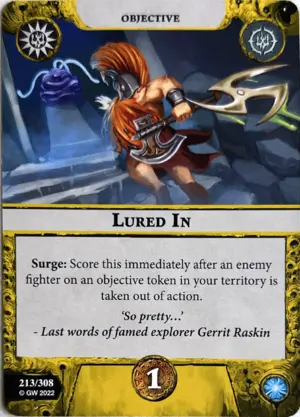 OBJECTIVE
LURED IN
Surge: Score this immediately after an enemy
fighter on an objective token in your territory is
taken out of action.
‘So pretty…’
- Last words of famed explorer Gerrit Raskin
213/308
© GW 2022
1